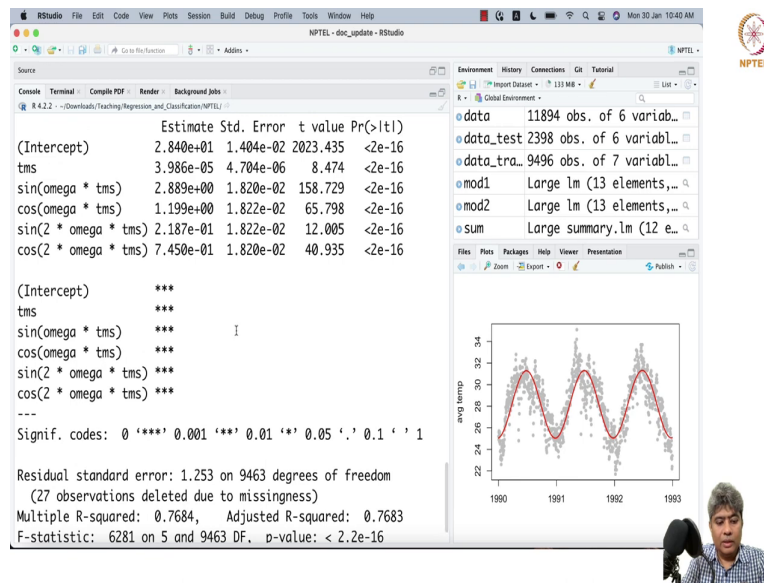 RStudio File Edit Code View Plots Session Build Debug Profile Tools Window Help
Mon 30 Jan 10:40 AM
NPTEL - doc_update - RStudio
Go to file/function
Addins
NPTEL
NPTEL
Source
Console Terminal × Compile PDF × Render × Background Jobs ×
R 4.2.2 · ~/Downloads/Teaching/Regression_and_Classification/NPTEL/
Estimate Std. Error t value Pr(>|t|)
(Intercept) 2.840e+01 1.404e-02 2023.435 <2e-16
tms 3.986e-05 4.704e-06 8.474 <2e-16
sin(omega * tms) 2.889e+00 1.820e-02 158.729 <2e-16
cos(omega * tms) 1.199e+00 1.822e-02 65.798 <2e-16
sin(2 * omega * tms) 2.187e-01 1.822e-02 12.005 <2e-16
cos(2 * omega * tms) 7.450e-01 1.820e-02 40.935 <2e-16
(Intercept) ***
tms ***
sin(omega * tms) ***
cos(omega * tms) ***
sin(2 * omega * tms) ***
cos(2 * omega * tms) ***
---
Signif. codes: 0 ‘***’ 0.001 ‘**’ 0.01 ‘*’ 0.05 ‘.’ 0.1 ‘ ’ 1
Residual standard error: 1.253 on 9463 degrees of freedom
(27 observations deleted due to missingness)
Multiple R-squared: 0.7684, Adjusted R-squared: 0.7683
F-statistic: 6281 on 5 and 9463 DF, p-value: < 2.2e-16
Environment History Connections Git Tutorial
Import Dataset 133 MiB List
R Global Environment
data 11894 obs. of 6 variab…
data_test 2398 obs. of 6 variabl…
data_tra… 9496 obs. of 7 variabl…
mod1 Large lm (13 elements,…
mod2 Large lm (13 elements,…
sum Large summary.lm (12 e…
Files Plots Packages Help Viewer Presentation
Zoom Export Publish
avg temp
34
32
30
28
26
24
22
1990 1991 1992 1993